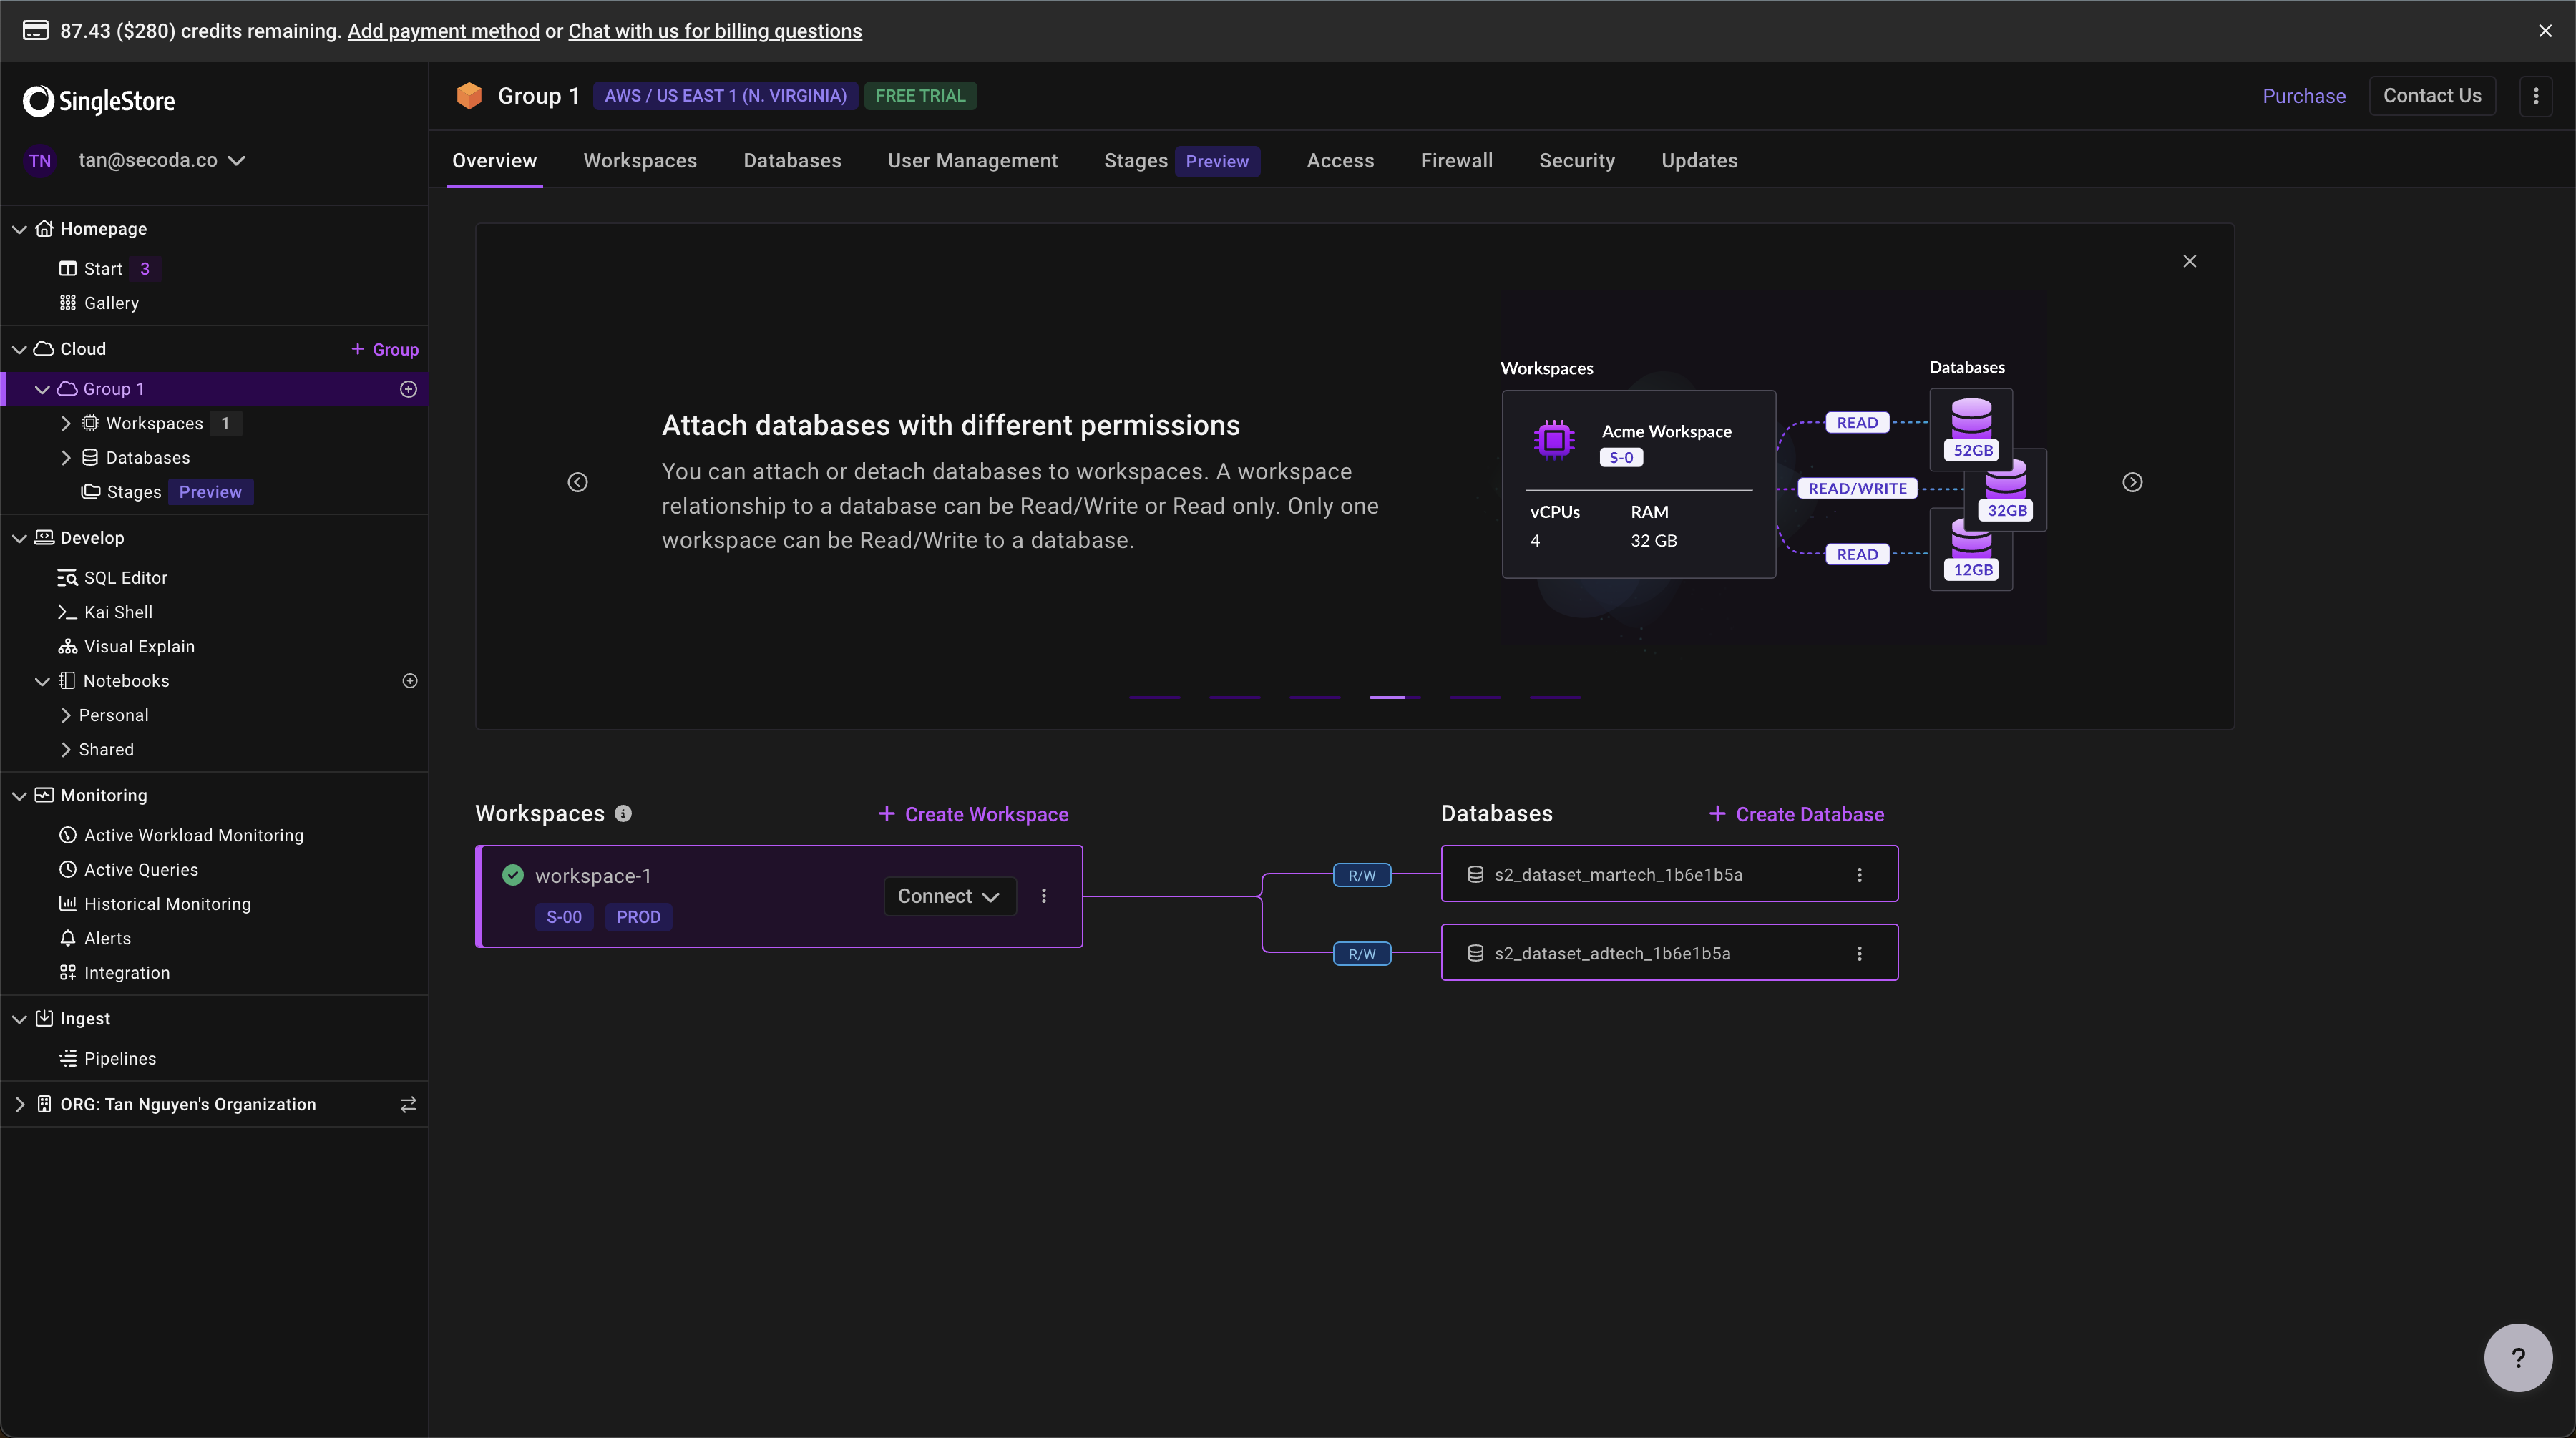 87.43 ($280) credits remaining. Add payment method or Chat with us for billing questions
SingleStore
TN tan@secoda.co
Homepage
Start 3
Gallery
Cloud + Group
Group 1
Workspaces 1
Databases
Stages Preview
Develop
SQL Editor
Kai Shell
Visual Explain
Notebooks
Personal
Shared
Monitoring
Active Workload Monitoring
Active Queries
Historical Monitoring
Alerts
Integration
Ingest
Pipelines
ORG: Tan Nguyen's Organization
Group 1 AWS / US EAST 1 (N. VIRGINIA) FREE TRIAL
Purchase Contact Us
Overview Workspaces Databases User Management Stages Preview Access Firewall Security Updates
Attach databases with different permissions
You can attach or detach databases to workspaces. A workspace
relationship to a database can be Read/Write or Read only. Only one
workspace can be Read/Write to a database.
Workspaces
Acme Workspace
S-0
vCPUs RAM
4 32 GB
READ
READ/WRITE
READ
Databases
52GB
32GB
12GB
Workspaces
+ Create Workspace
workspace-1
S-00 PROD
Connect
R/W
R/W
Databases
+ Create Database
s2_dataset_martech_1b6e1b5a
s2_dataset_adtech_1b6e1b5a
?